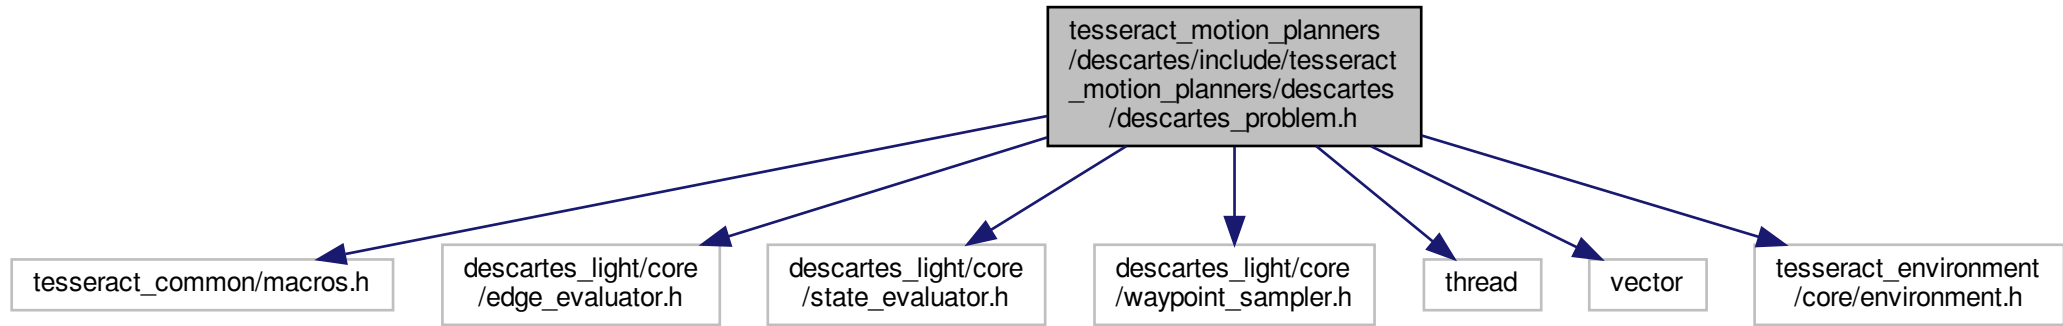 tesseract_motion_planners
/descartes/include/tesseract
_motion_planners/descartes
/descartes_problem.h
tesseract_common/macros.h
descartes_light/core
/edge_evaluator.h
descartes_light/core
/state_evaluator.h
descartes_light/core
/waypoint_sampler.h
thread
vector
tesseract_environment
/core/environment.h